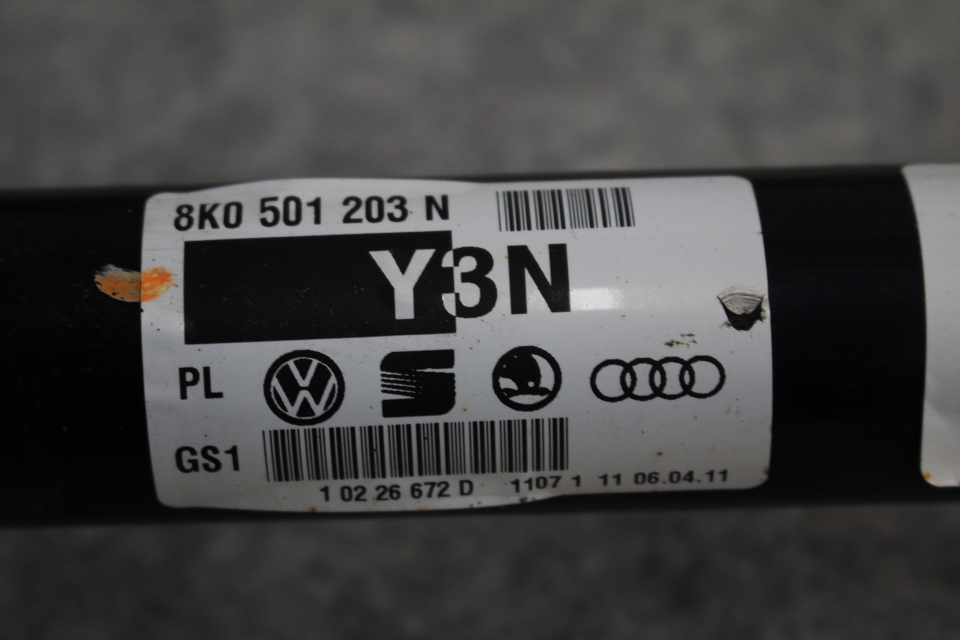 8K0 501 203 N
Y3N
PL
GS1
1 02 26 672 D 1107 1 11 06.04.11